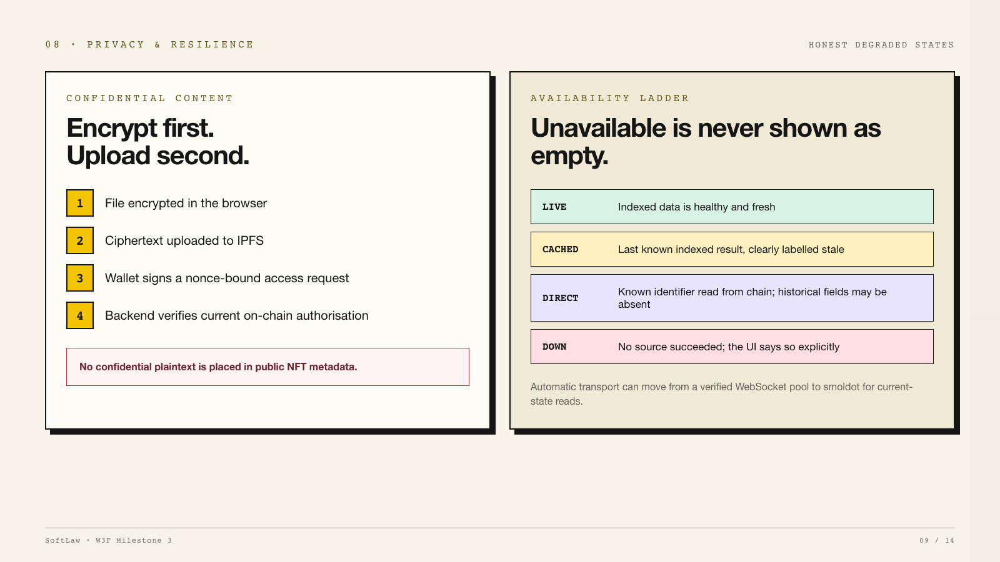 08 · PRIVACY & RESILIENCE
HONEST DEGRADED STATES
CONFIDENTIAL CONTENT
Encrypt first.
Upload second.
1 File encrypted in the browser
2 Ciphertext uploaded to IPFS
3 Wallet signs a nonce-bound access request
4 Backend verifies current on-chain authorisation
No confidential plaintext is placed in public NFT metadata.
AVAILABILITY LADDER
Unavailable is never shown as
empty.
LIVE Indexed data is healthy and fresh
CACHED Last known indexed result, clearly labelled stale
DIRECT Known identifier read from chain; historical fields may be
absent
DOWN No source succeeded; the UI says so explicitly
Automatic transport can move from a verified WebSocket pool to smoldot for current-
state reads.
SoftLaw · W3F Milestone 3
09 / 14